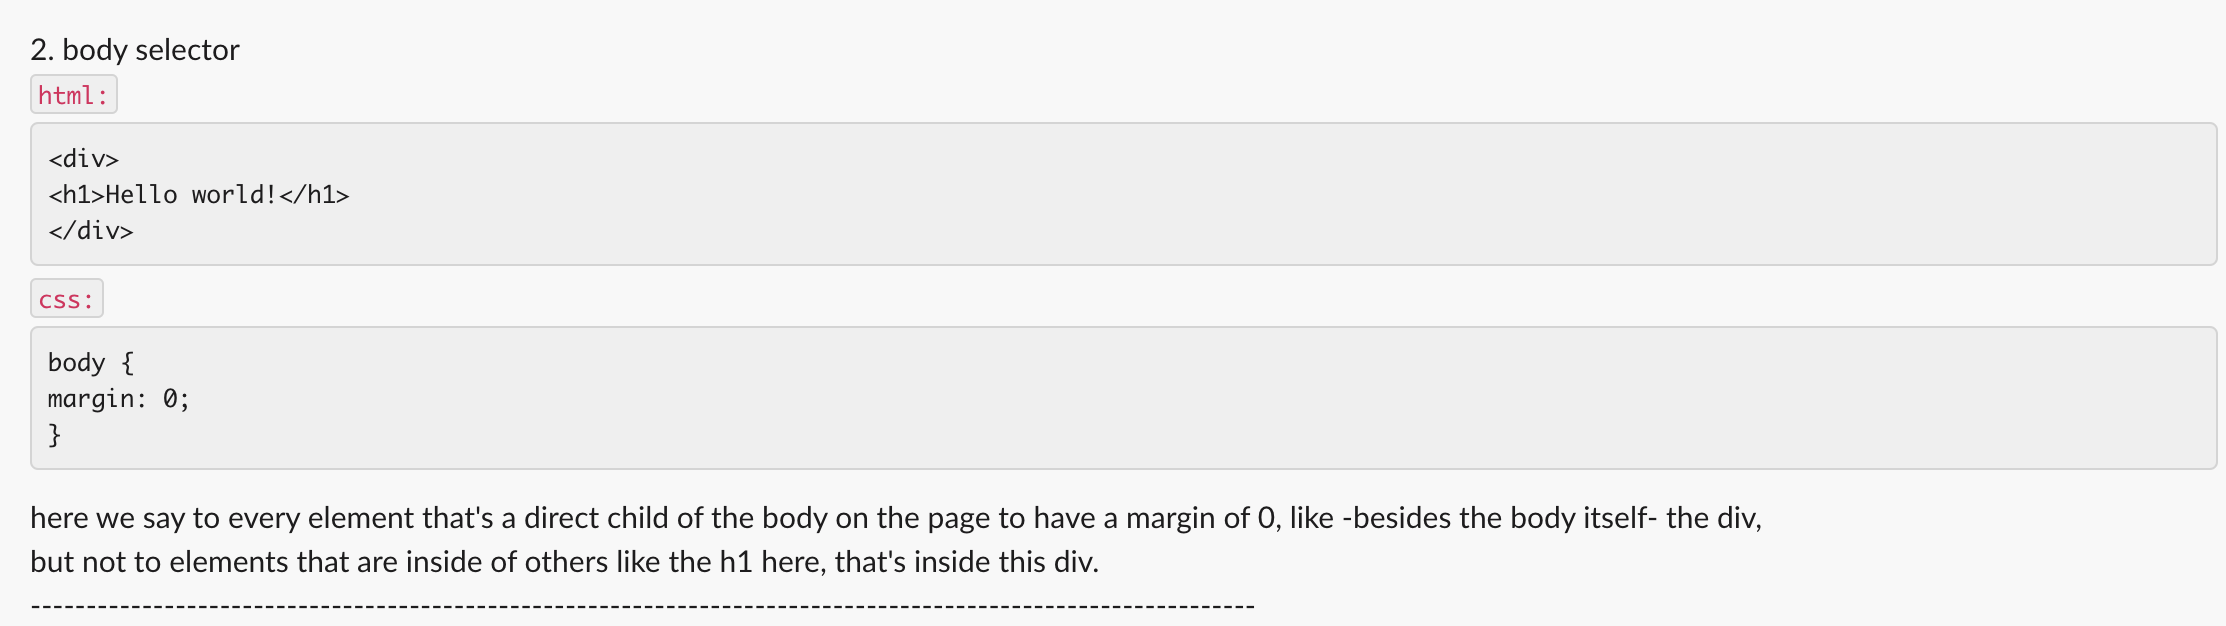 2. body selector
html:
<div>
<h1>Hello world!</h1>
</div>
css:
body {
margin: 0;
}
here we say to every element that's a direct child of the body on the page to have a margin of 0, like -besides the body itself- the div,
but not to elements that are inside of others like the h1 here, that's inside this div.
---------------------------------------------------------------------------------------------------------------